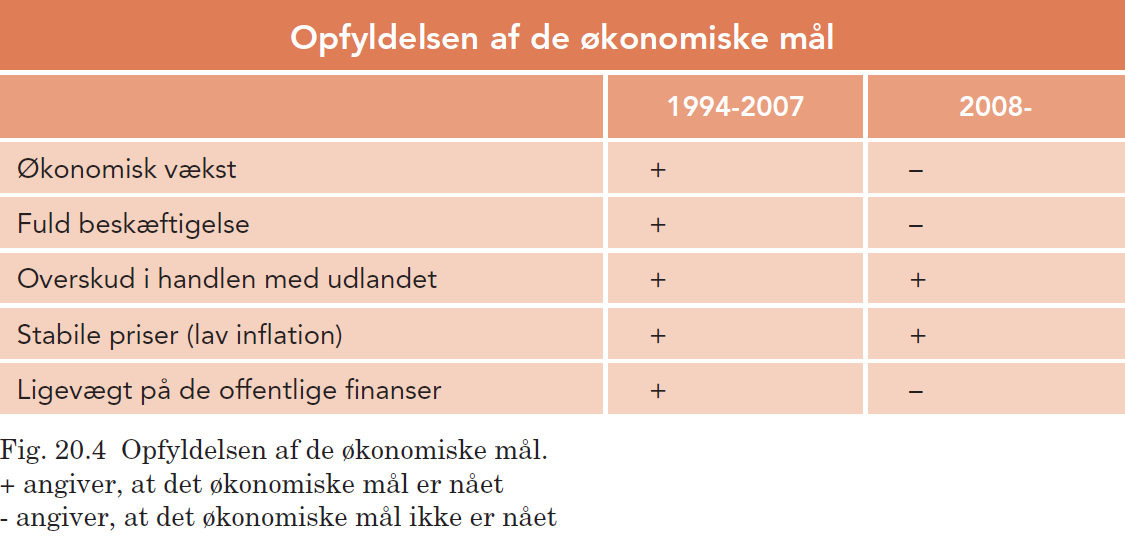 Opfyldelsen af de økonomiske mål
1994-2007 2008-
Økonomisk vækst + –
Fuld beskæftigelse + –
Overskud i handlen med udlandet + +
Stabile priser (lav inflation) + +
Ligevægt på de offentlige finanser + –
Fig. 20.4 Opfyldelsen af de økonomiske mål.
+ angiver, at det økonomiske mål er nået
- angiver, at det økonomiske mål ikke er nået